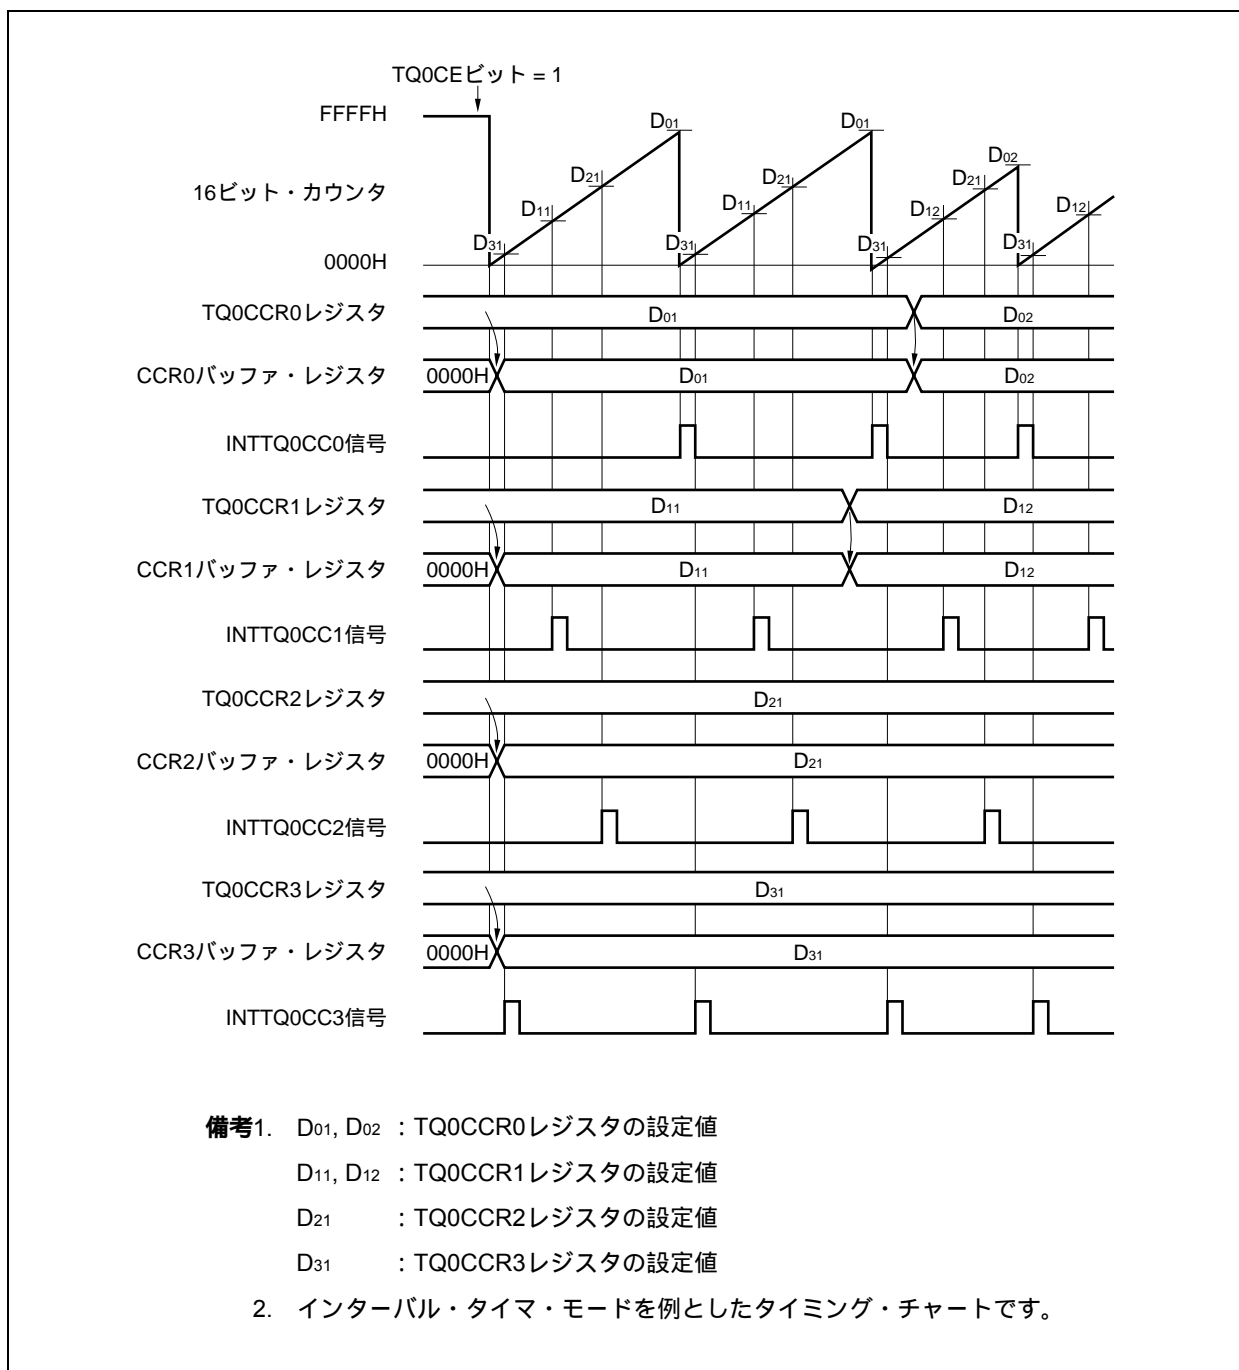 TQ0CEビット = 1
FFFFH
D01 D01
D02
D21 D21 D21
16ビット・カウンタ
D11 D11 D12 D12
D31 D31 D31 D31
0000H
TQ0CCR0レジスタ D01 D02
CCR0バッファ・レジスタ 0000H D01 D02
INTTQ0CC0信号
TQ0CCR1レジスタ D11 D12
CCR1バッファ・レジスタ 0000H D11 D12
INTTQ0CC1信号
TQ0CCR2レジスタ D21
CCR2バッファ・レジスタ 0000H D21
INTTQ0CC2信号
TQ0CCR3レジスタ D31
CCR3バッファ・レジスタ 0000H D31
INTTQ0CC3信号
備考1. D01, D02 : TQ0CCR0レジスタの設定値
D11, D12 : TQ0CCR1レジスタの設定値
D21 : TQ0CCR2レジスタの設定値
D31 : TQ0CCR3レジスタの設定値
2. インターバル・タイマ・モードを例としたタイミング・チャートです。